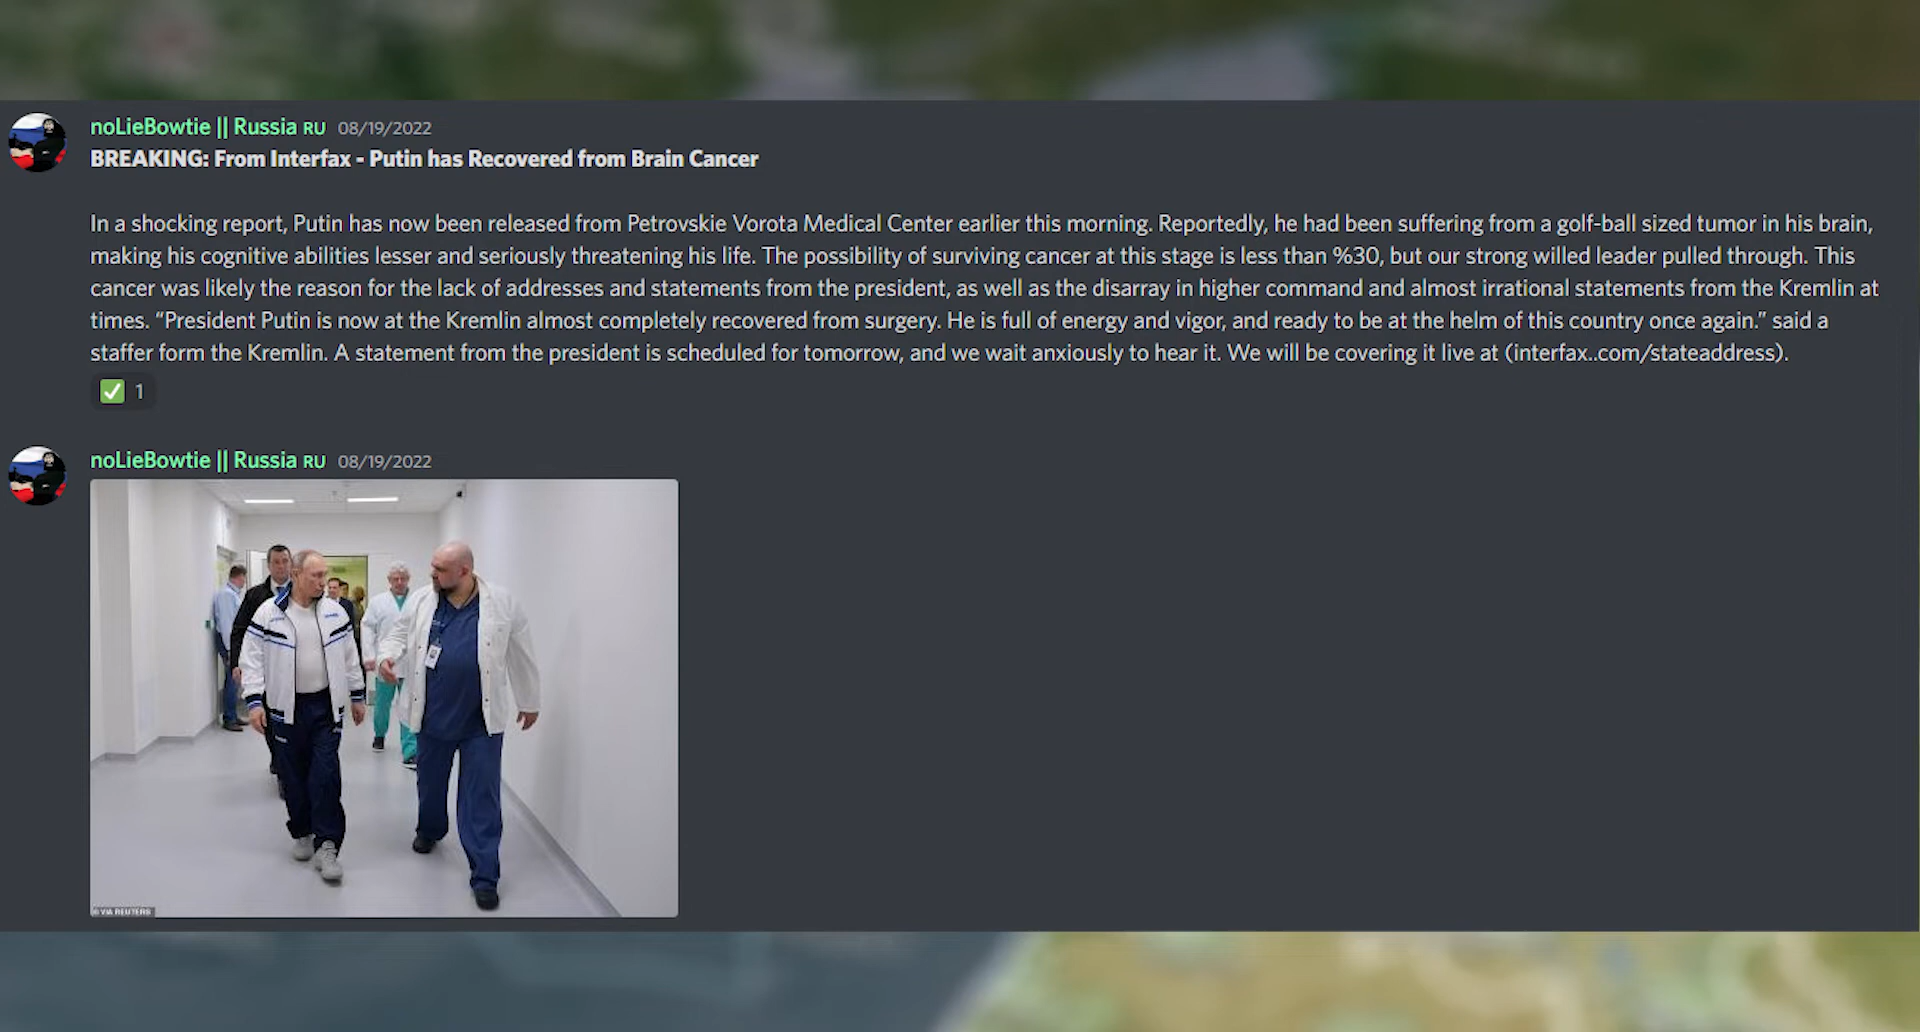 noLieBowtie || Russia RU 08/19/2022
BREAKING: From Interfax - Putin has Recovered from Brain Cancer
In a shocking report, Putin has now been released from Petrovskie Vorota Medical Center earlier this morning. Reportedly, he had been suffering from a golf-ball sized tumor in his brain,
making his cognitive abilities lesser and seriously threatening his life. The possibility of surviving cancer at this stage is less than %30, but our strong willed leader pulled through. This
cancer was likely the reason for the lack of addresses and statements from the president, as well as the disarray in higher command and almost irrational statements from the Kremlin at
times. “President Putin is now at the Kremlin almost completely recovered from surgery. He is full of energy and vigor, and ready to be at the helm of this country once again.” said a
staffer form the Kremlin. A statement from the president is scheduled for tomorrow, and we wait anxiously to hear it. We will be covering it live at (interfax..com/stateaddress).
✅ 1
noLieBowtie || Russia RU 08/19/2022
© VIA REUTERS